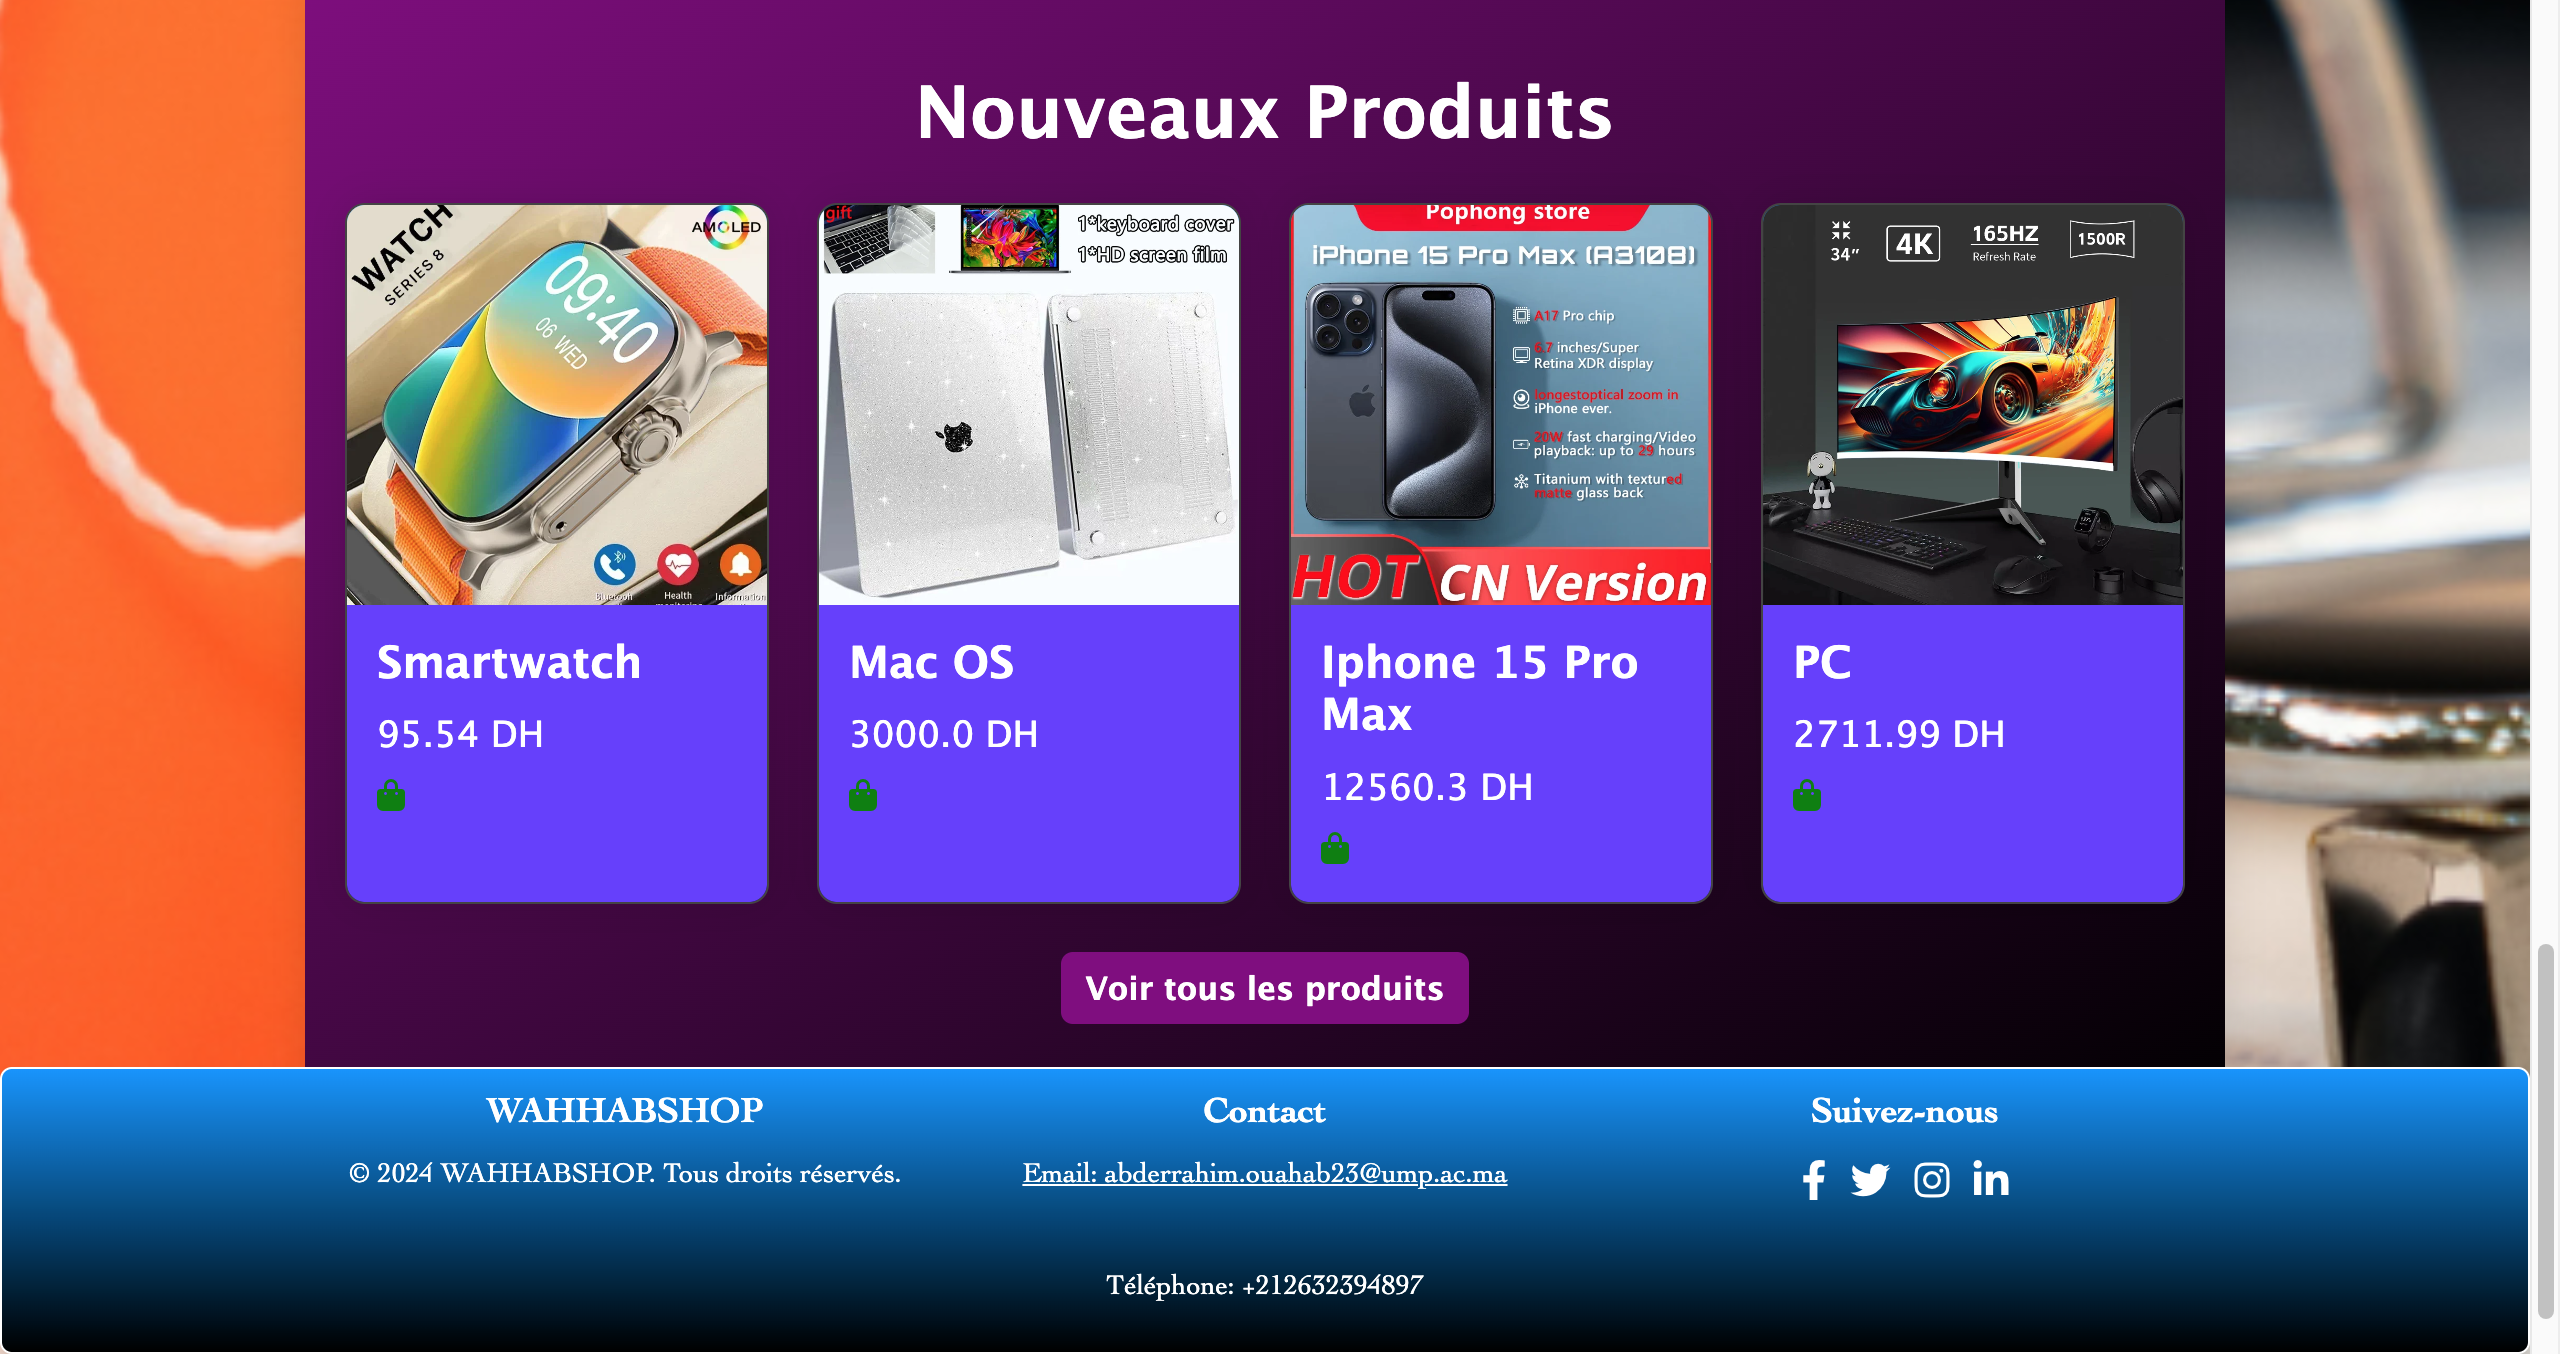 Nouveaux Produits
WATCH
SERIES 8
AMOLED
09:40
06 WED
Bluetooth
Health
monitoring
Information
Smartwatch
95.54 DH
gift
1*keyboard cover
1*HD screen film
Mac OS
3000.0 DH
Pophong store
iPhone 15 Pro Max (A3108)
A17 Pro chip
6.7 inches/Super
Retina XDR display
longestoptical zoom in
iPhone ever.
20W fast charging/Video
playback: up to 29 hours
Titanium with textured
matte glass back
HOT CN Version
Iphone 15 Pro
Max
12560.3 DH
34” 4K 165HZ 1500R
Refresh Rate
PC
2711.99 DH
Voir tous les produits
WAHHABSHOP
© 2024 WAHHABSHOP. Tous droits réservés.
Contact
Email: abderrahim.ouahab23@ump.ac.ma
Téléphone: +212632394897
Suivez-nous